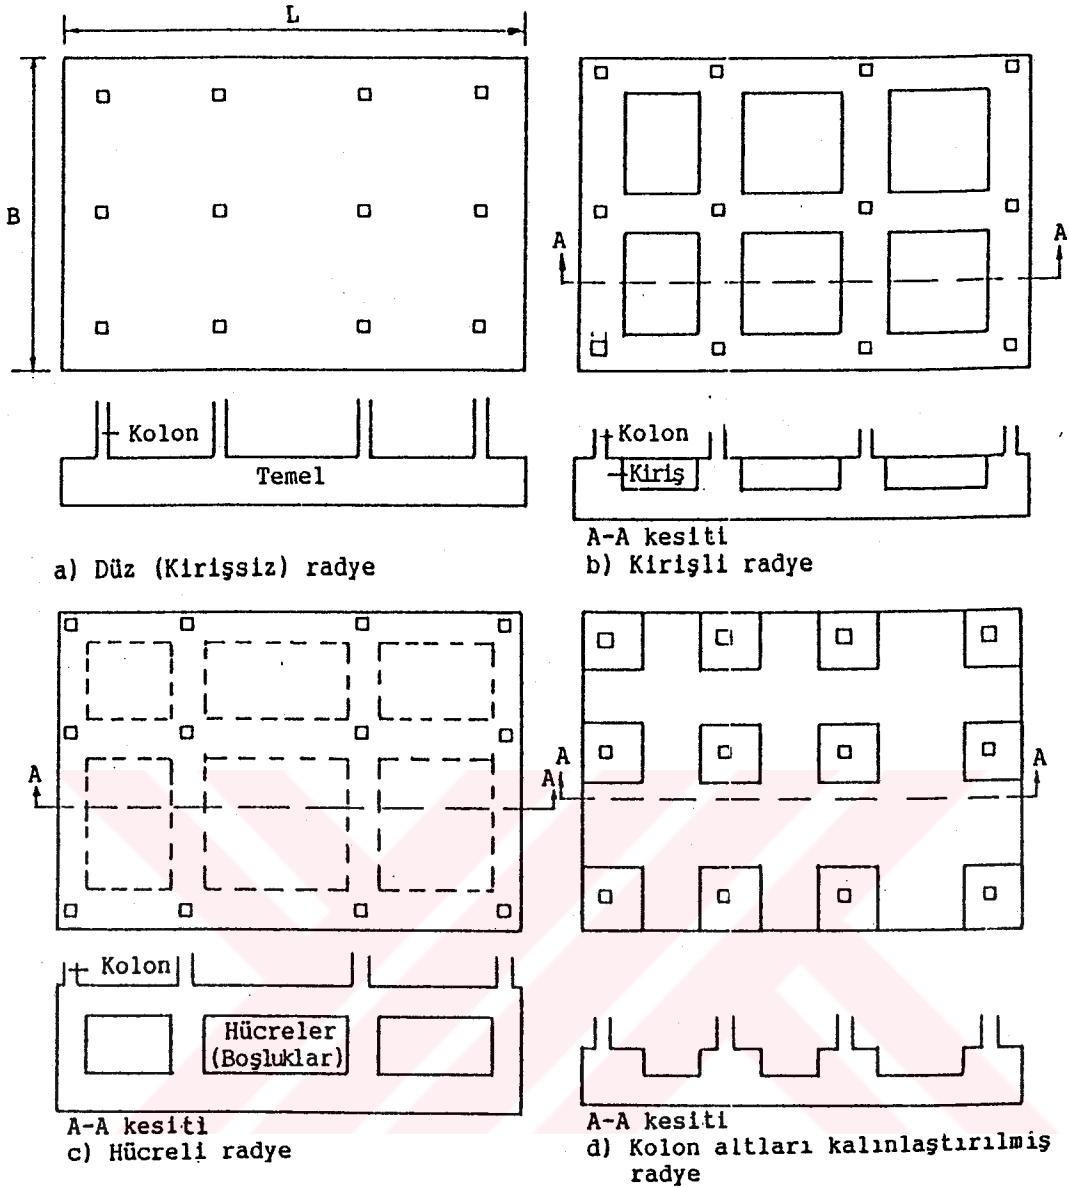 L
B
Kolon
Temel
a) Düz (Kirişsiz) radye
A
A
Kolon
Kiriş
A-A kesiti
b) Kirişli radye
A
A
Kolon
Hücreler
(Boşluklar)
A-A kesiti
c) Hücreli radye
A
A
A-A kesiti
d) Kolon altları kalınlaştırılmiş
radye